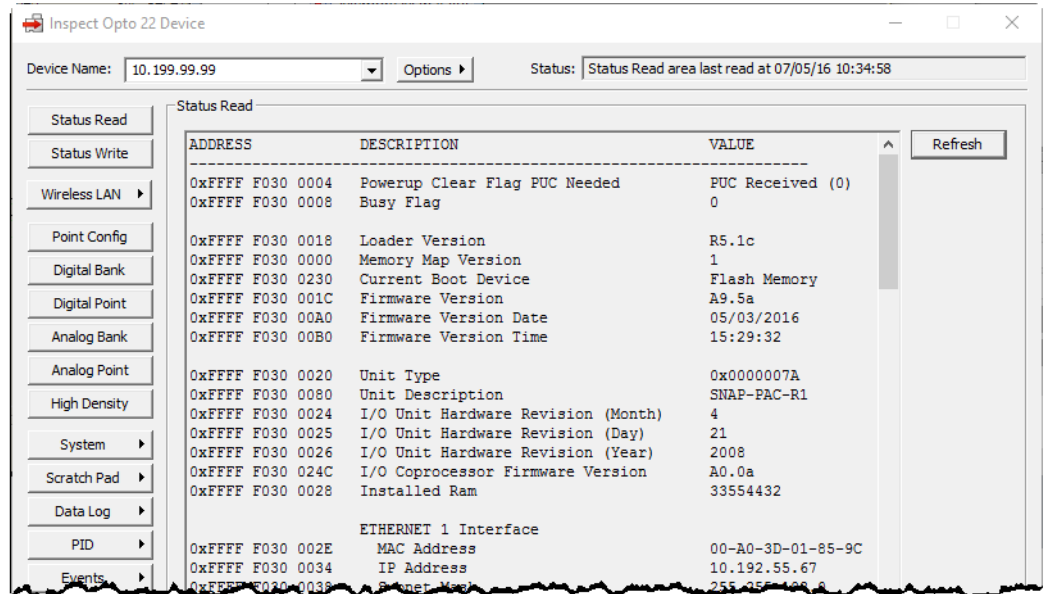 Inspect Opto 22 Device
Device Name: 10.199.99.99 Options Status: Status Read area last read at 07/05/16 10:34:58
Status Read
Status Write
Wireless LAN
Point Config
Digital Bank
Digital Point
Analog Bank
Analog Point
High Density
System
Scratch Pad
Data Log
PID
Events
Status Read
ADDRESS DESCRIPTION VALUE
0xFFFF F030 0004 Powerup Clear Flag PUC Needed PUC Received (0)
0xFFFF F030 0008 Busy Flag 0
0xFFFF F030 0018 Loader Version R5.1c
0xFFFF F030 0000 Memory Map Version 1
0xFFFF F030 0230 Current Boot Device Flash Memory
0xFFFF F030 001C Firmware Version A9.5a
0xFFFF F030 00A0 Firmware Version Date 05/03/2016
0xFFFF F030 00B0 Firmware Version Time 15:29:32
0xFFFF F030 0020 Unit Type 0x0000007A
0xFFFF F030 0080 Unit Description SNAP-PAC-R1
0xFFFF F030 0024 I/O Unit Hardware Revision (Month) 4
0xFFFF F030 0025 I/O Unit Hardware Revision (Day) 21
0xFFFF F030 0026 I/O Unit Hardware Revision (Year) 2008
0xFFFF F030 024C I/O Coprocessor Firmware Version A0.0a
0xFFFF F030 0028 Installed Ram 33554432
ETHERNET 1 Interface
0xFFFF F030 002E MAC Address 00-A0-3D-01-85-9C
0xFFFF F030 0034 IP Address 10.192.55.67
0xFFFF F030 0038 Subnet Mask
Refresh